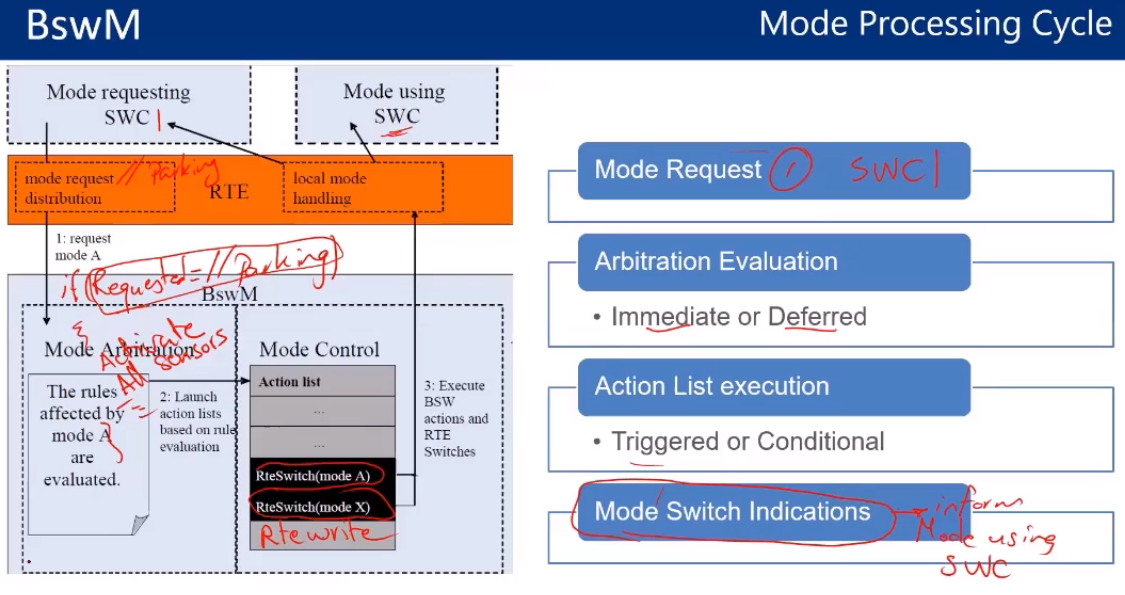 BswM
Mode Processing Cycle
Mode requesting
SWC 1
Mode using
SWC
mode request // Parking
distribution
RTE
local mode
handling
1: request
mode A
if (Requested = // Parking)
BswM
{ Activate
All sensors
}
Mode Arbitration
The rules
affected by
mode A
are
evaluated.
2: Launch
action lists
based on rule
evaluation
Mode Control
Action list
...
...
RteSwitch(mode A)
RteSwitch(mode X)
Rtewrite
3: Execute
BSW
actions and
RTE
Switches
Mode Request 1 SWC1
Arbitration Evaluation
• Immediate or Deferred
Action List execution
• Triggered or Conditional
Mode Switch Indications
inform
Mode using
SWC